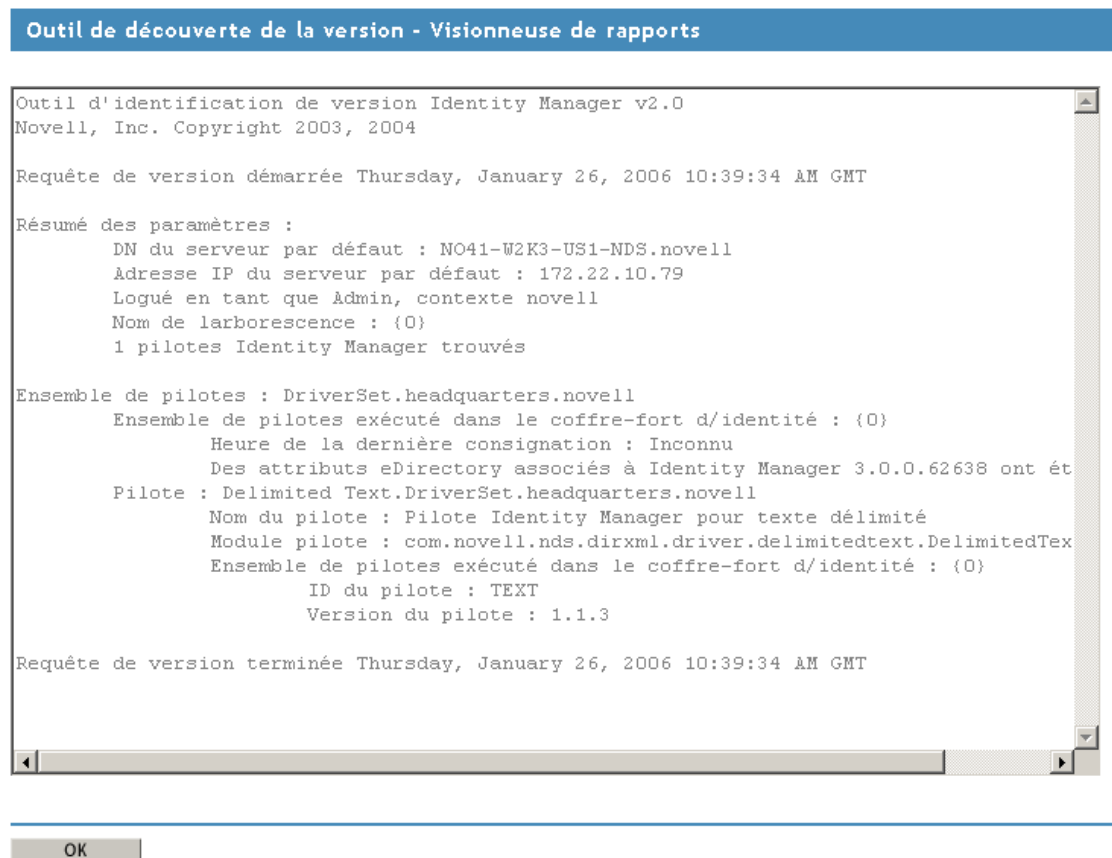 Outil de découverte de la version - Visionneuse de rapports
Outil d'identification de version Identity Manager v2.0
Novell, Inc. Copyright 2003, 2004
Requête de version démarrée Thursday, January 26, 2006 10:39:34 AM GMT
Résumé des paramètres :
DN du serveur par défaut : NO41-W2K3-US1-NDS.novell
Adresse IP du serveur par défaut : 172.22.10.79
Logué en tant que Admin, contexte novell
Nom de larborescence : {0}
1 pilotes Identity Manager trouvés
Ensemble de pilotes : DriverSet.headquarters.novell
Ensemble de pilotes exécuté dans le coffre-fort d/identité : {0}
Heure de la dernière consignation : Inconnu
Des attributs eDirectory associés à Identity Manager 3.0.0.62638 ont ét
Pilote : Delimited Text.DriverSet.headquarters.novell
Nom du pilote : Pilote Identity Manager pour texte délimité
Module pilote : com.novell.nds.dirxml.driver.delimitedtext.DelimitedTex
Ensemble de pilotes exécuté dans le coffre-fort d/identité : {0}
ID du pilote : TEXT
Version du pilote : 1.1.3
Requête de version terminée Thursday, January 26, 2006 10:39:34 AM GMT
OK